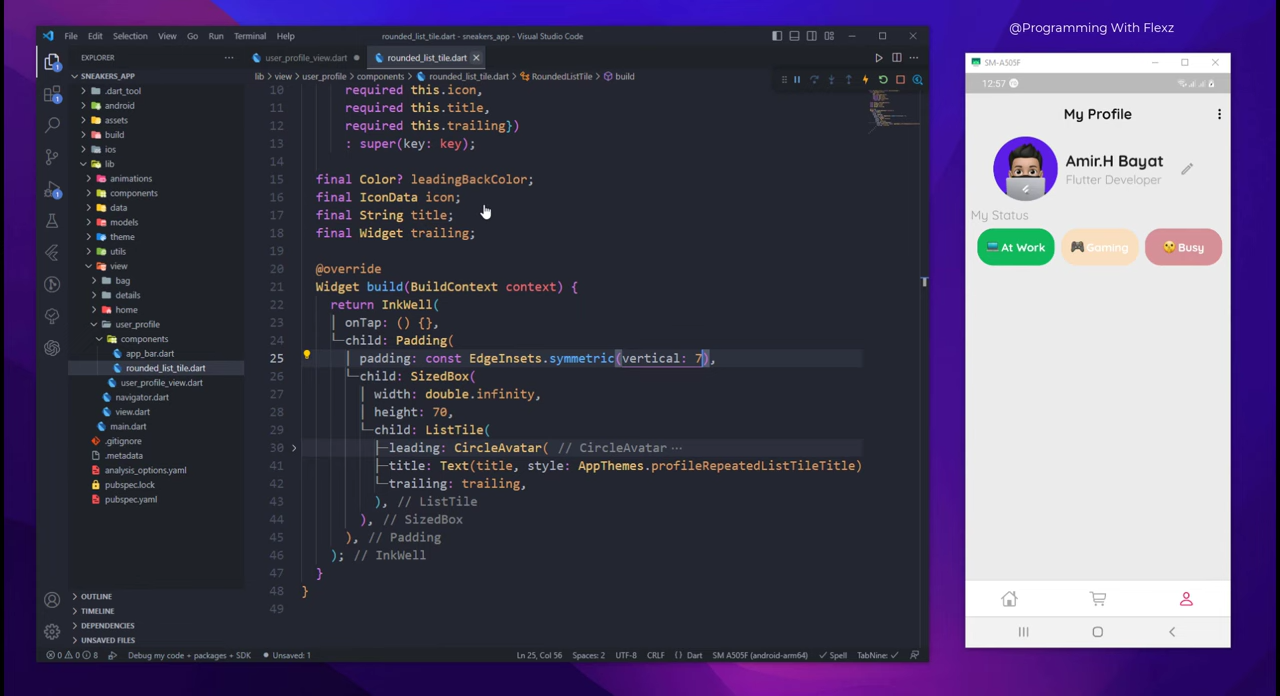 @Programming With Flexz
File Edit Selection View Go Run Terminal Help
rounded_list_tile.dart - sneakers_app - Visual Studio Code
EXPLORER
SNEAKERS_APP
.dart_tool
android
assets
build
ios
lib
animations
components
data
models
theme
utils
view
bag
details
home
user_profile
components
app_bar.dart
rounded_list_tile.dart
user_profile_view.dart
navigator.dart
view.dart
main.dart
.gitignore
.metadata
analysis_options.yaml
pubspec.lock
pubspec.yaml
OUTLINE
TIMELINE
DEPENDENCIES
UNSAVED FILES
user_profile_view.dart
rounded_list_tile.dart
lib > view > user_profile > components > rounded_list_tile.dart > RoundedListTile > build
10 required this.icon,
11 required this.title,
12 required this.trailing})
13 : super(key: key);
14
15 final Color? leadingBackColor;
16 final IconData icon;
17 final String title;
18 final Widget trailing;
19
20 @override
21 Widget build(BuildContext context) {
22 return InkWell(
23 onTap: () {},
24 child: Padding(
25 padding: const EdgeInsets.symmetric(vertical: 7),
26 child: SizedBox(
27 width: double.infinity,
28 height: 70,
29 child: ListTile(
30 leading: CircleAvatar( // CircleAvatar ⋯
41 title: Text(title, style: AppThemes.profileRepeatedListTileTitle)
42 trailing: trailing,
43 ), // ListTile
44 ), // SizedBox
45 ), // Padding
46 ); // InkWell
47 }
48 }
49
0 0 8 Debug my code + packages + SDK Unsaved: 1 Ln 25, Col 56 Spaces: 2 UTF-8 CRLF {} Dart SM A505F (android-arm64) Spell TabNine:
SM-A505F
12:57
My Profile
Amir.H Bayat
Flutter Developer
My Status
At Work Gaming Busy